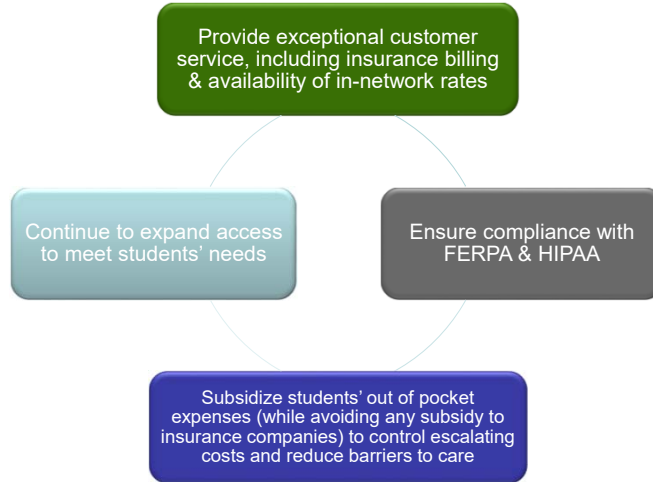 Provide exceptional customer
service, including insurance billing
& availability of in-network rates
Continue to expand access
to meet students’ needs
Ensure compliance with
FERPA & HIPAA
Subsidize students’ out of pocket
expenses (while avoiding any subsidy to
insurance companies) to control escalating
costs and reduce barriers to care